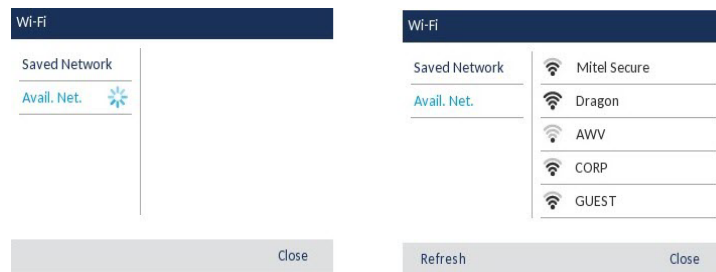 Wi-Fi
Saved Network
Avail. Net.
Close
Wi-Fi
Saved Network
Avail. Net.
Mitel Secure
Dragon
AWV
CORP
GUEST
Refresh
Close